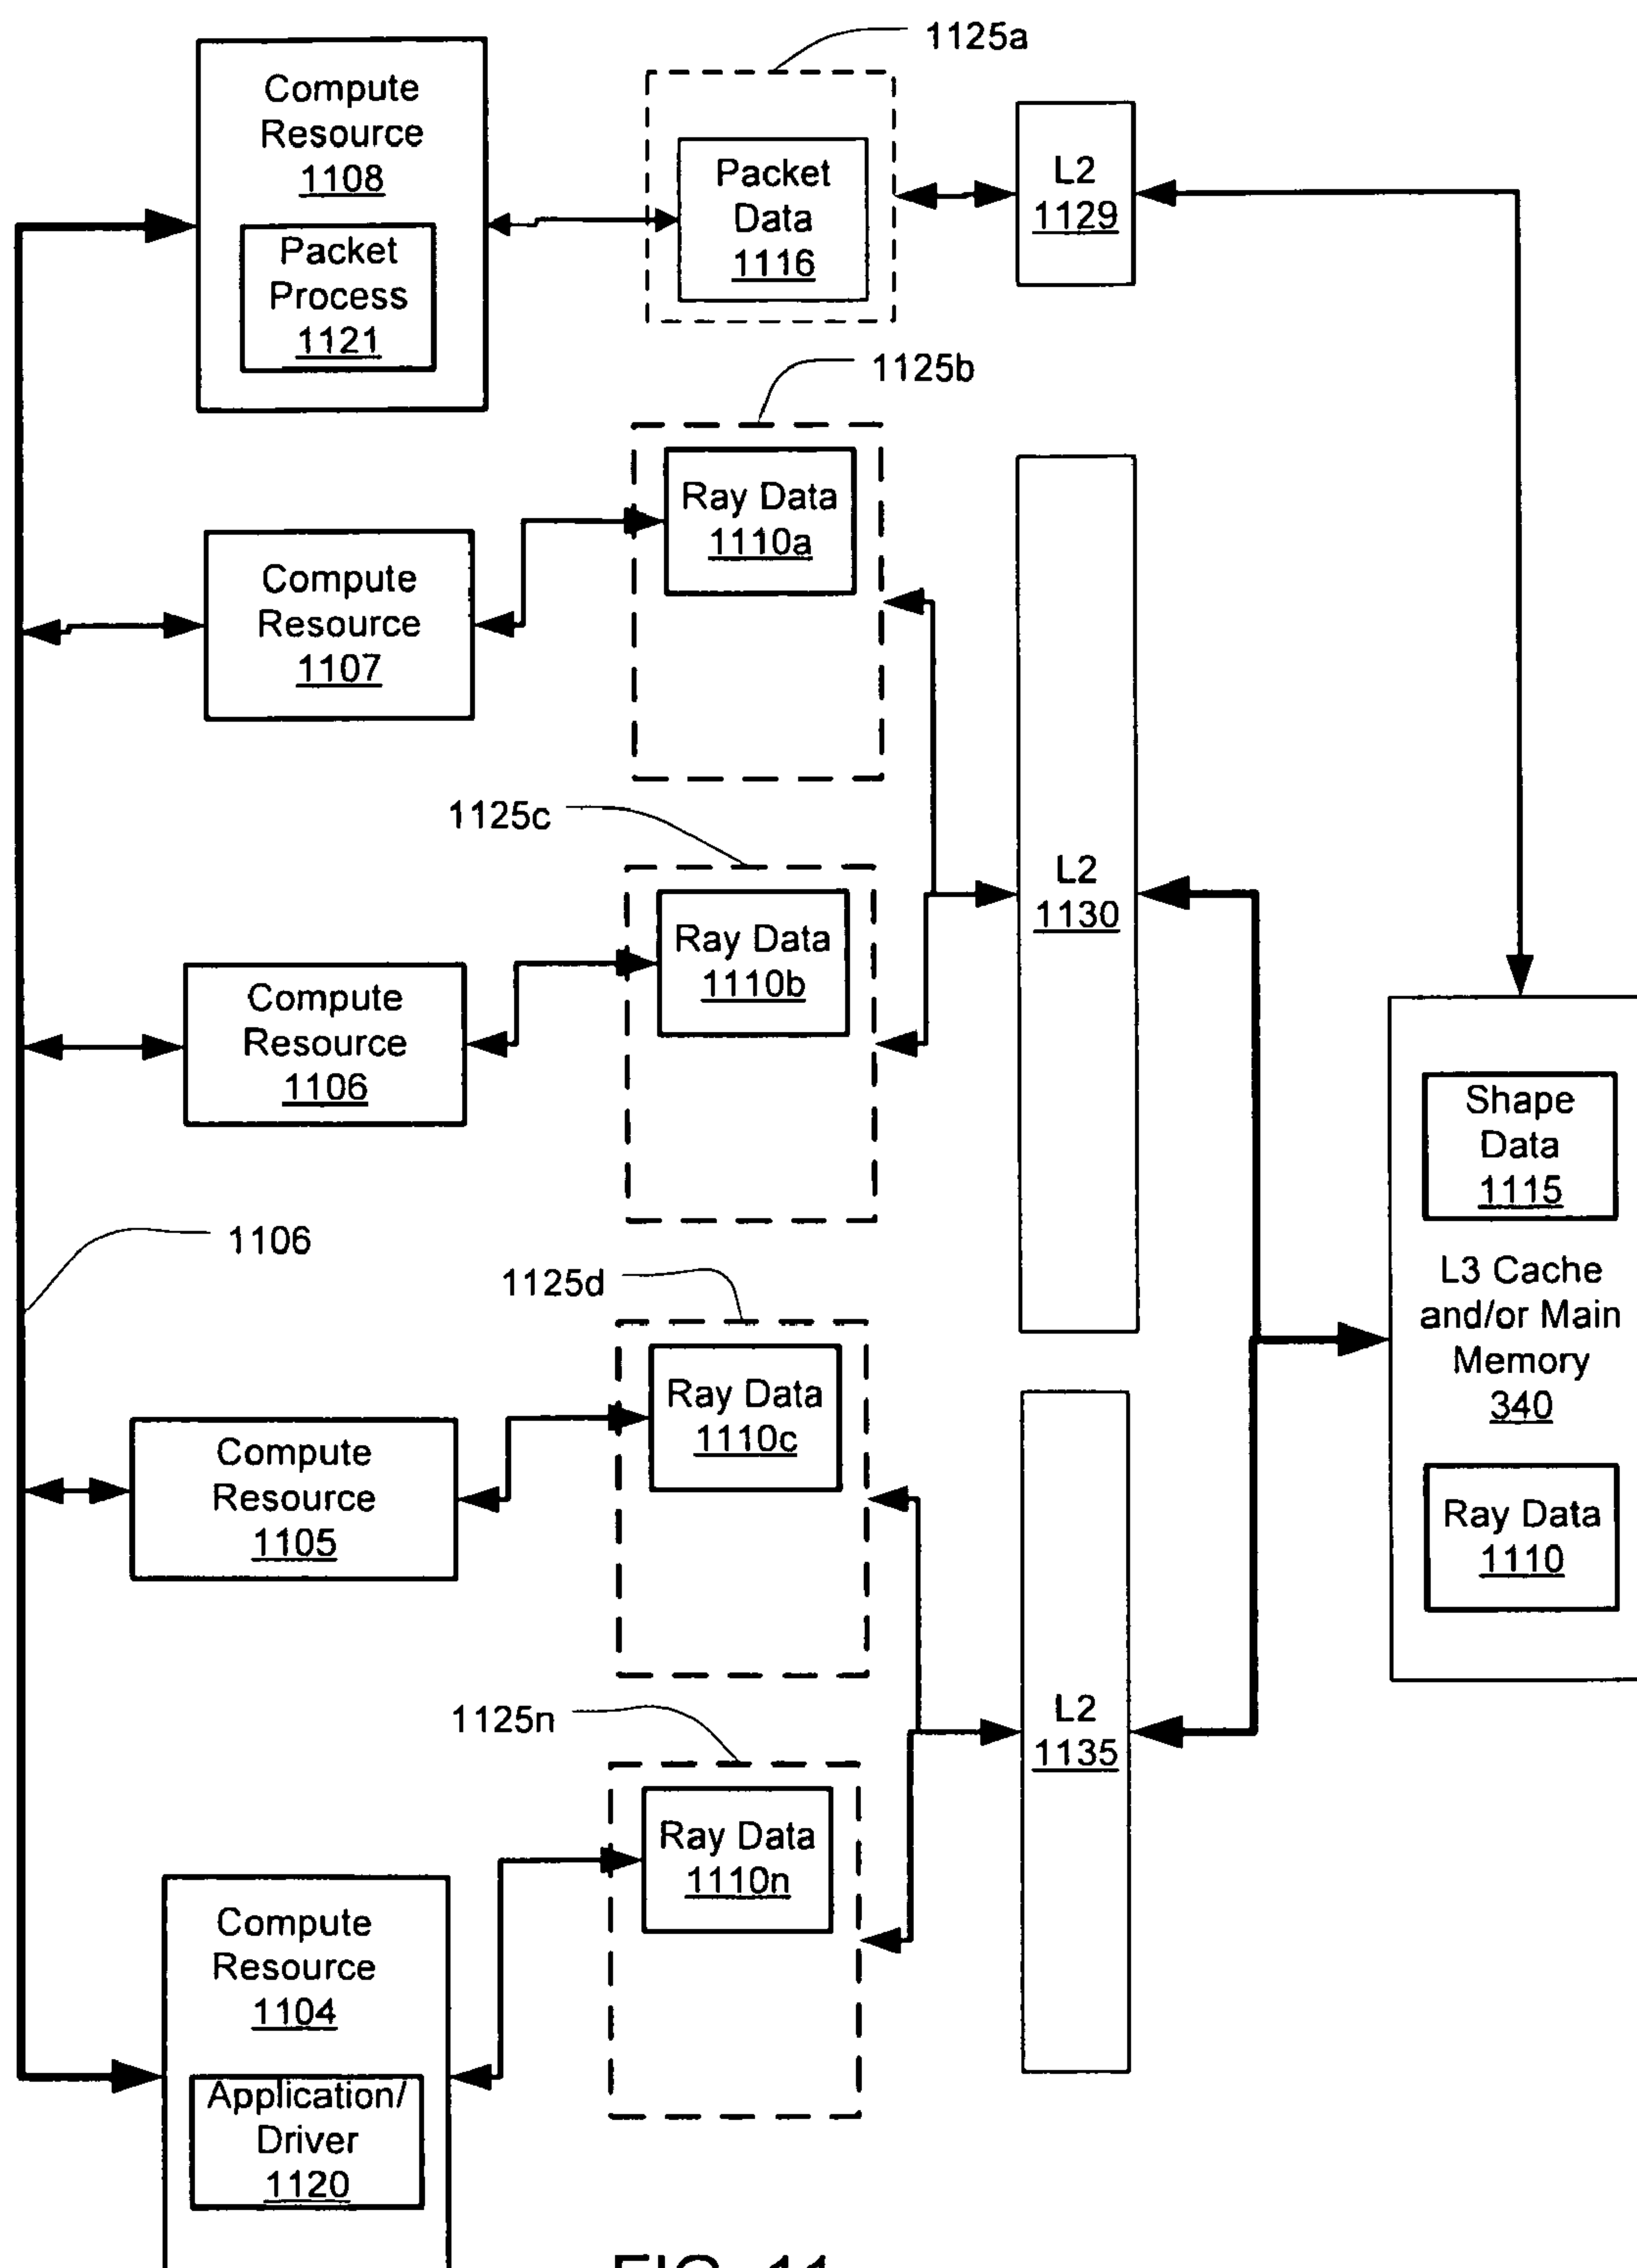 1125a
Compute
Resource
1108
Packet
Process
1121
Packet
Data
1116
L2
1129
1125b
Ray Data
1110a
Compute
Resource
1107
1125c
Ray Data
1110b
L2
1130
Compute
Resource
1106
Shape
Data
1115
1106
L3 Cache
and/or Main
Memory
340
1125d
Ray Data
1110c
Compute
Resource
1105
Ray Data
1110
1125n
L2
1135
Ray Data
1110n
Compute
Resource
1104
Application/
Driver
1120
FIG. 11